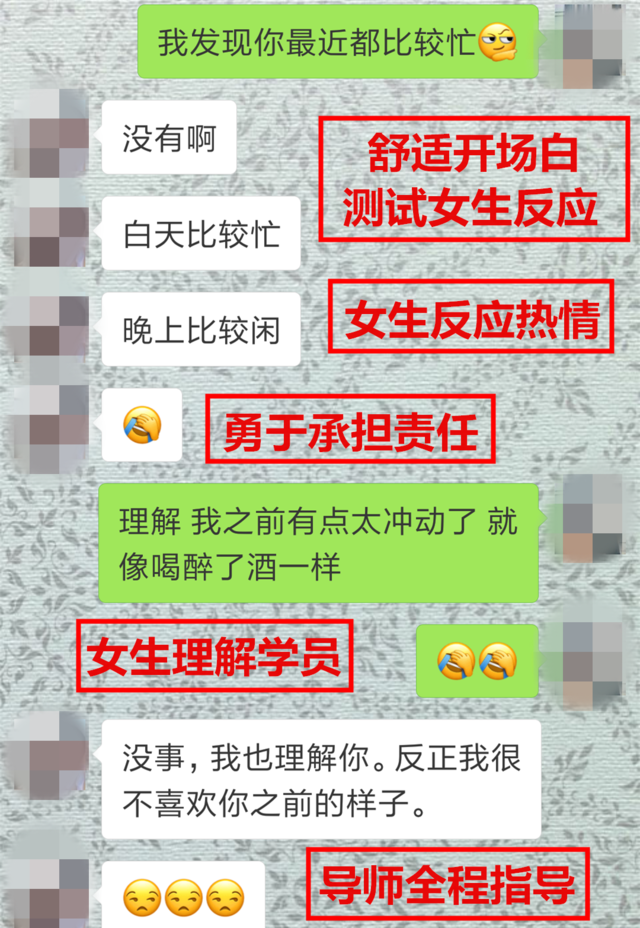 我发现你最近都比较忙
没有啊
舒适开场白
测试女生反应
白天比较忙
晚上比较闲
女生反应热情
勇于承担责任
理解 我之前有点太冲动了 就
像喝醉了酒一样
女生理解学员
没事，我也理解你。反正我很
不喜欢你之前的样子。
导师全程指导